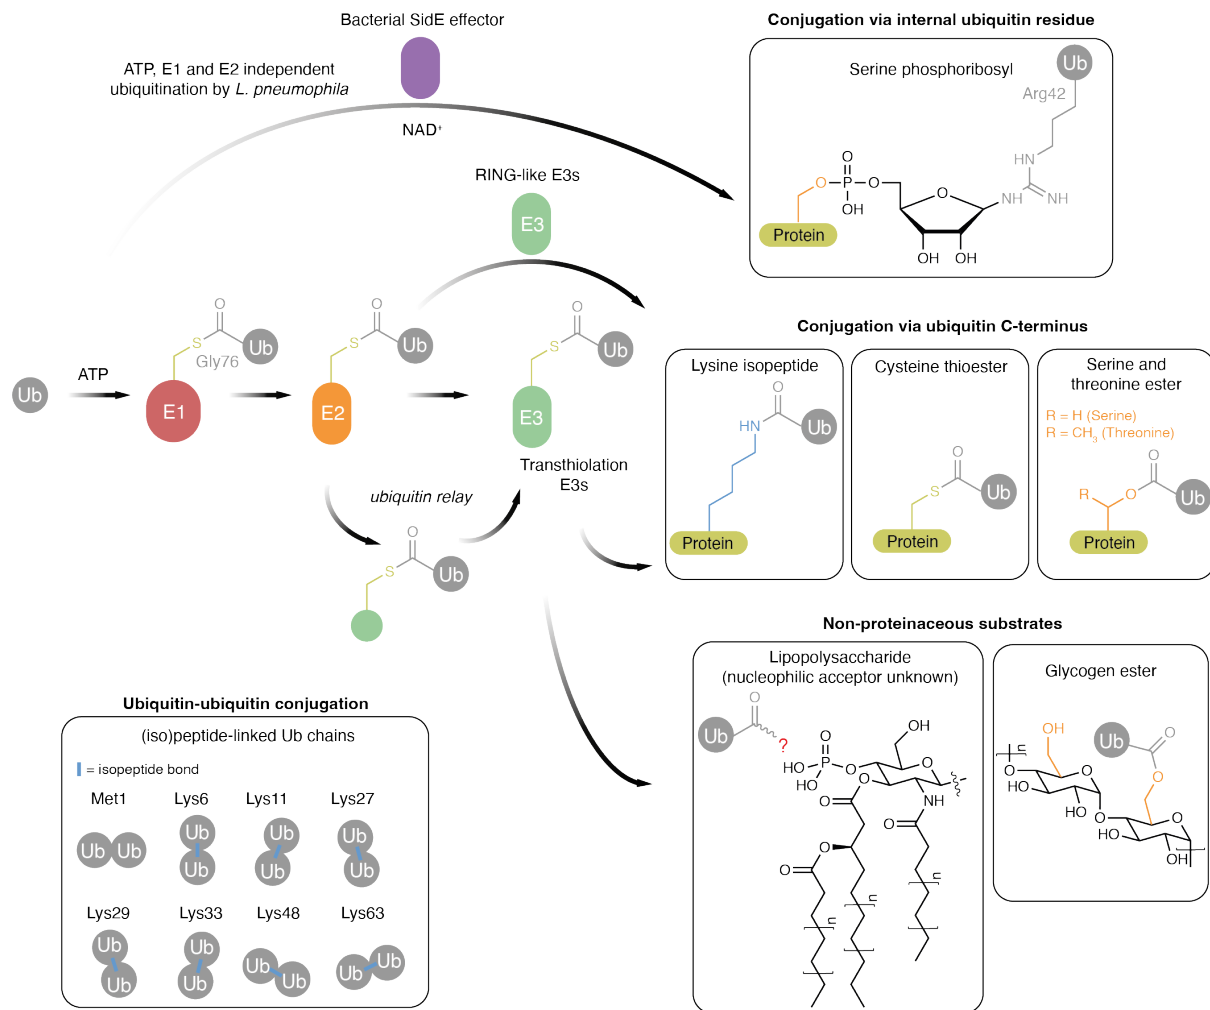 Bacterial SidE effector
ATP, E1 and E2 independent
ubiquitination by L. pneumophila
NAD⁺
RING-like E3s
E3
Ub
ATP
E1
S
O
Gly76
Ub
E2
S
O
Ub
E3
S
O
Ub
Transthiolation
E3s
ubiquitin relay
S
O
Ub
Conjugation via internal ubiquitin residue
Serine phosphoribosyl
Ub
Arg42
HN
NH
NH
O
O
P
O
OH
O
OH
OH
Protein
Conjugation via ubiquitin C-terminus
Lysine isopeptide
O
HN
Ub
Protein
Cysteine thioester
O
S
Ub
Protein
Serine and
threonine ester
R = H (Serine)
R = CH₃ (Threonine)
O
R
O
Ub
Protein
Non-proteinaceous substrates
Lipopolysaccharide
(nucleophilic acceptor unknown)
O
Ub
?
OH
O
HO
P
O
HO
O
O
O
NH
O
O
O
O
O
n
n
n
Glycogen ester
OH
Ub
O
O
n
O
O
HO
HO
O
O
HO
OH
n
Ubiquitin-ubiquitin conjugation
(iso)peptide-linked Ub chains
= isopeptide bond
Met1
Lys6
Lys11
Lys27
Ub
Ub
Ub
Ub
Ub
Ub
Ub
Ub
Lys29
Lys33
Lys48
Lys63
Ub
Ub
Ub
Ub
Ub
Ub
Ub
Ub